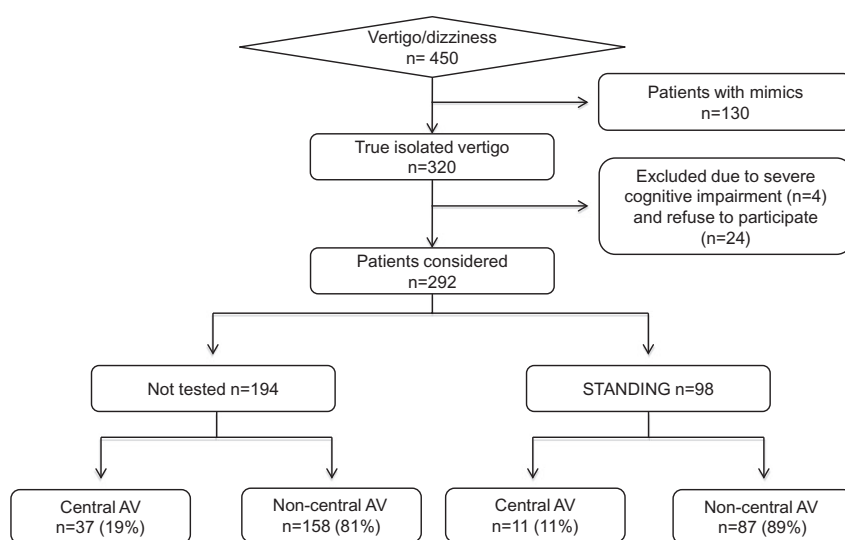 Vertigo/dizziness
n= 450
Patients with mimics
n=130
True isolated vertigo
n=320
Excluded due to severe
cognitive impairment (n=4)
and refuse to participate
(n=24)
Patients considered
n=292
Not tested n=194
STANDING n=98
Central AV
n=37 (19%)
Non-central AV
n=158 (81%)
Central AV
n=11 (11%)
Non-central AV
n=87 (89%)